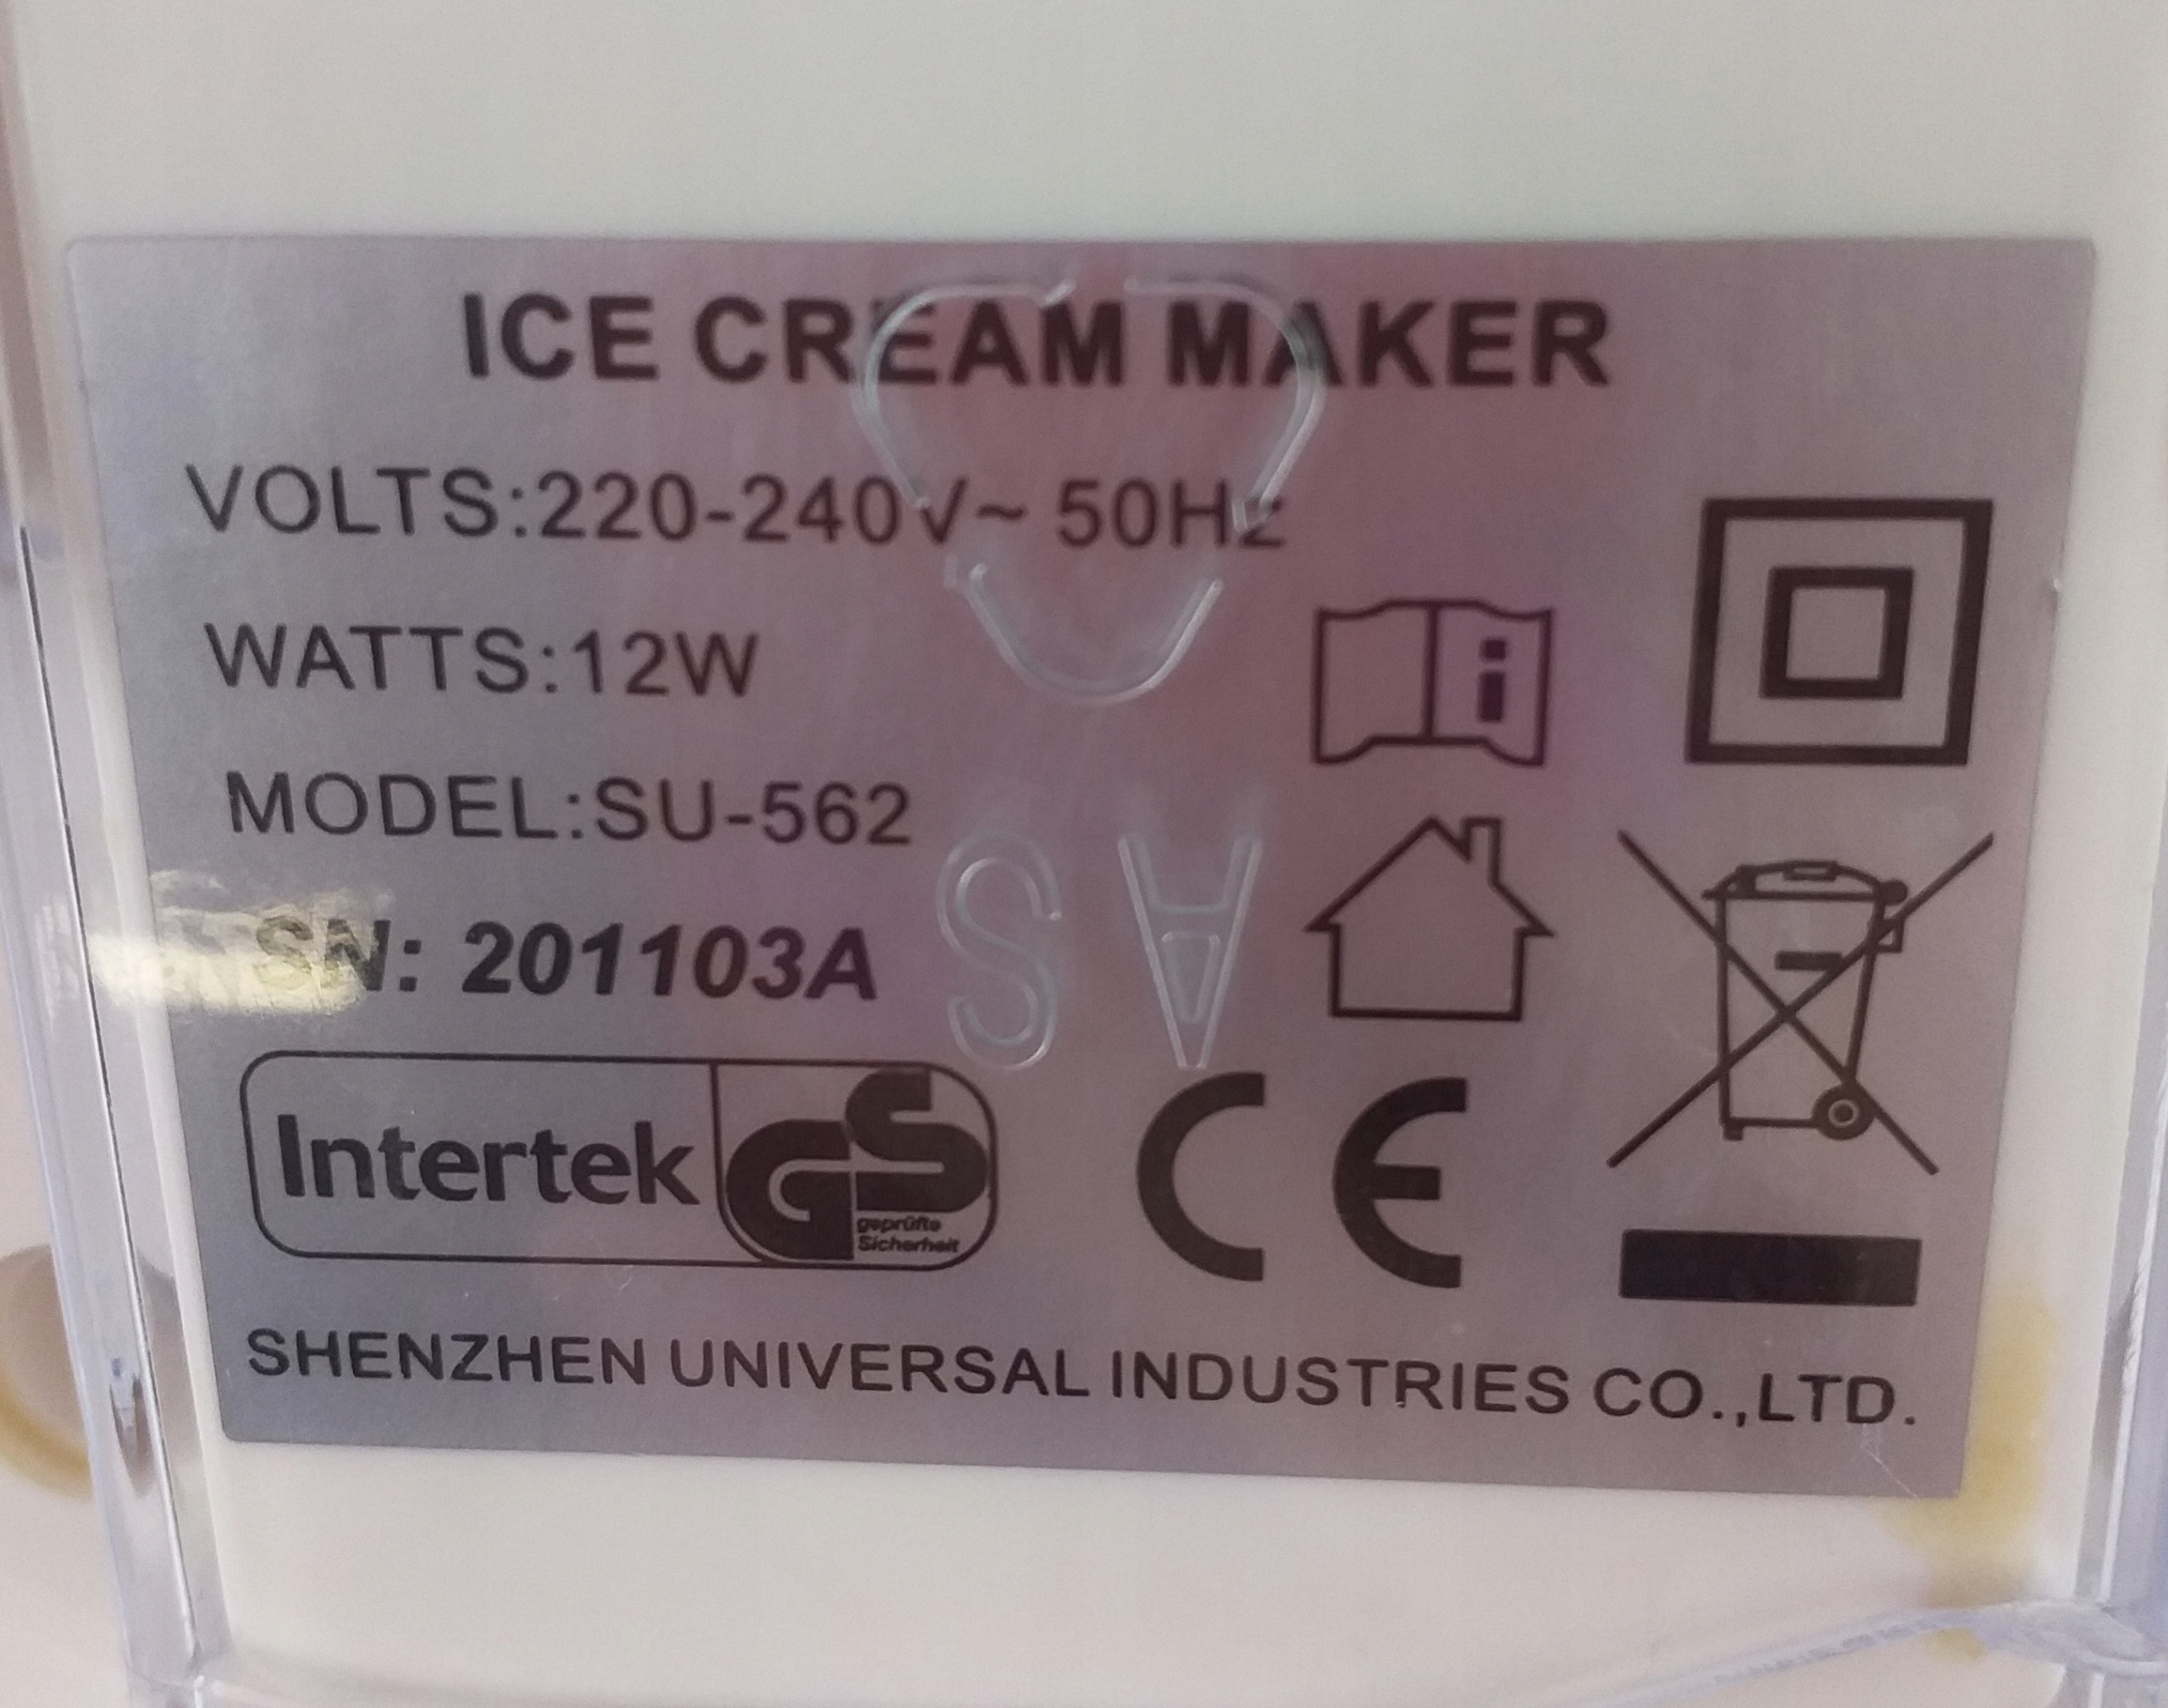 ICE CREAM MAKER
VOLTS:220-240V~ 50Hz
WATTS:12W
i
MODEL:SU-562
SN: 201103A
SA
Intertek GS geprüfte Sicherheit CE
SHENZHEN UNIVERSAL INDUSTRIES CO.,LTD.